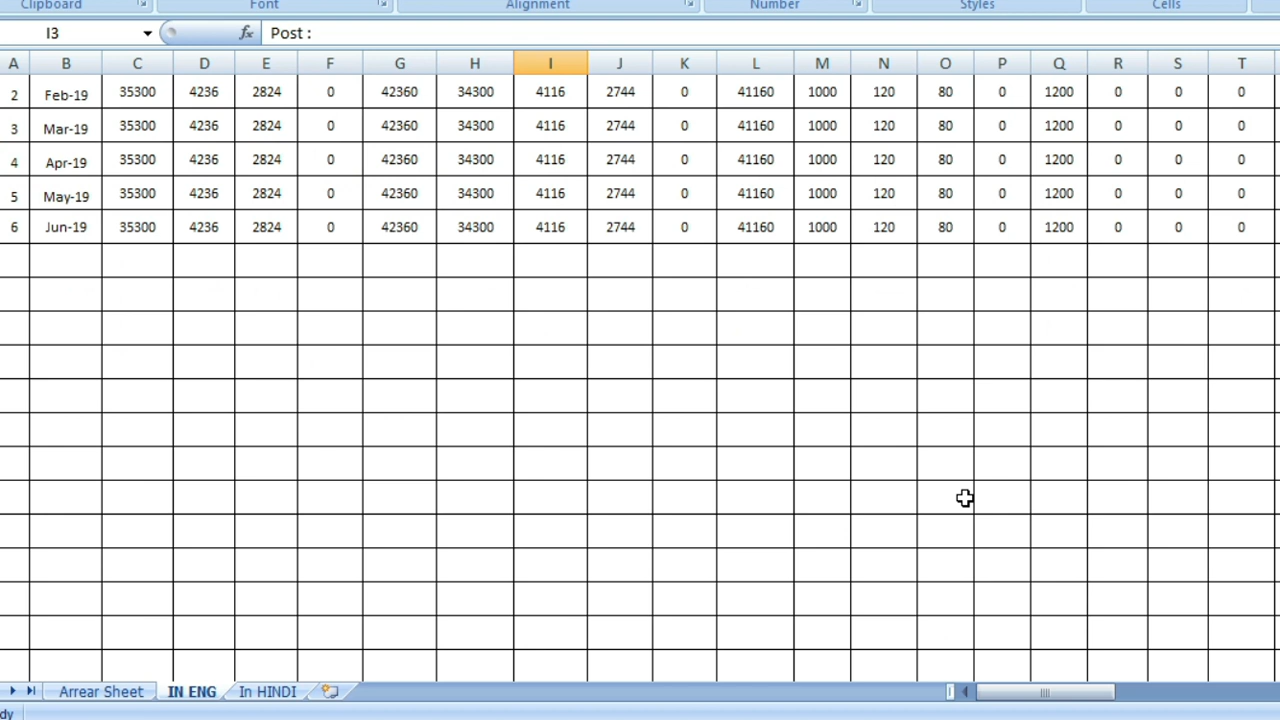 Clipboard Font Alignment Number Styles Cells
I3 fx Post :
A B C D E F G H I J K L M N O P Q R S T
2 Feb-19 35300 4236 2824 0 42360 34300 4116 2744 0 41160 1000 120 80 0 1200 0 0 0
3 Mar-19 35300 4236 2824 0 42360 34300 4116 2744 0 41160 1000 120 80 0 1200 0 0 0
4 Apr-19 35300 4236 2824 0 42360 34300 4116 2744 0 41160 1000 120 80 0 1200 0 0 0
5 May-19 35300 4236 2824 0 42360 34300 4116 2744 0 41160 1000 120 80 0 1200 0 0 0
6 Jun-19 35300 4236 2824 0 42360 34300 4116 2744 0 41160 1000 120 80 0 1200 0 0 0
Arrear Sheet IN ENG In HINDI
dy